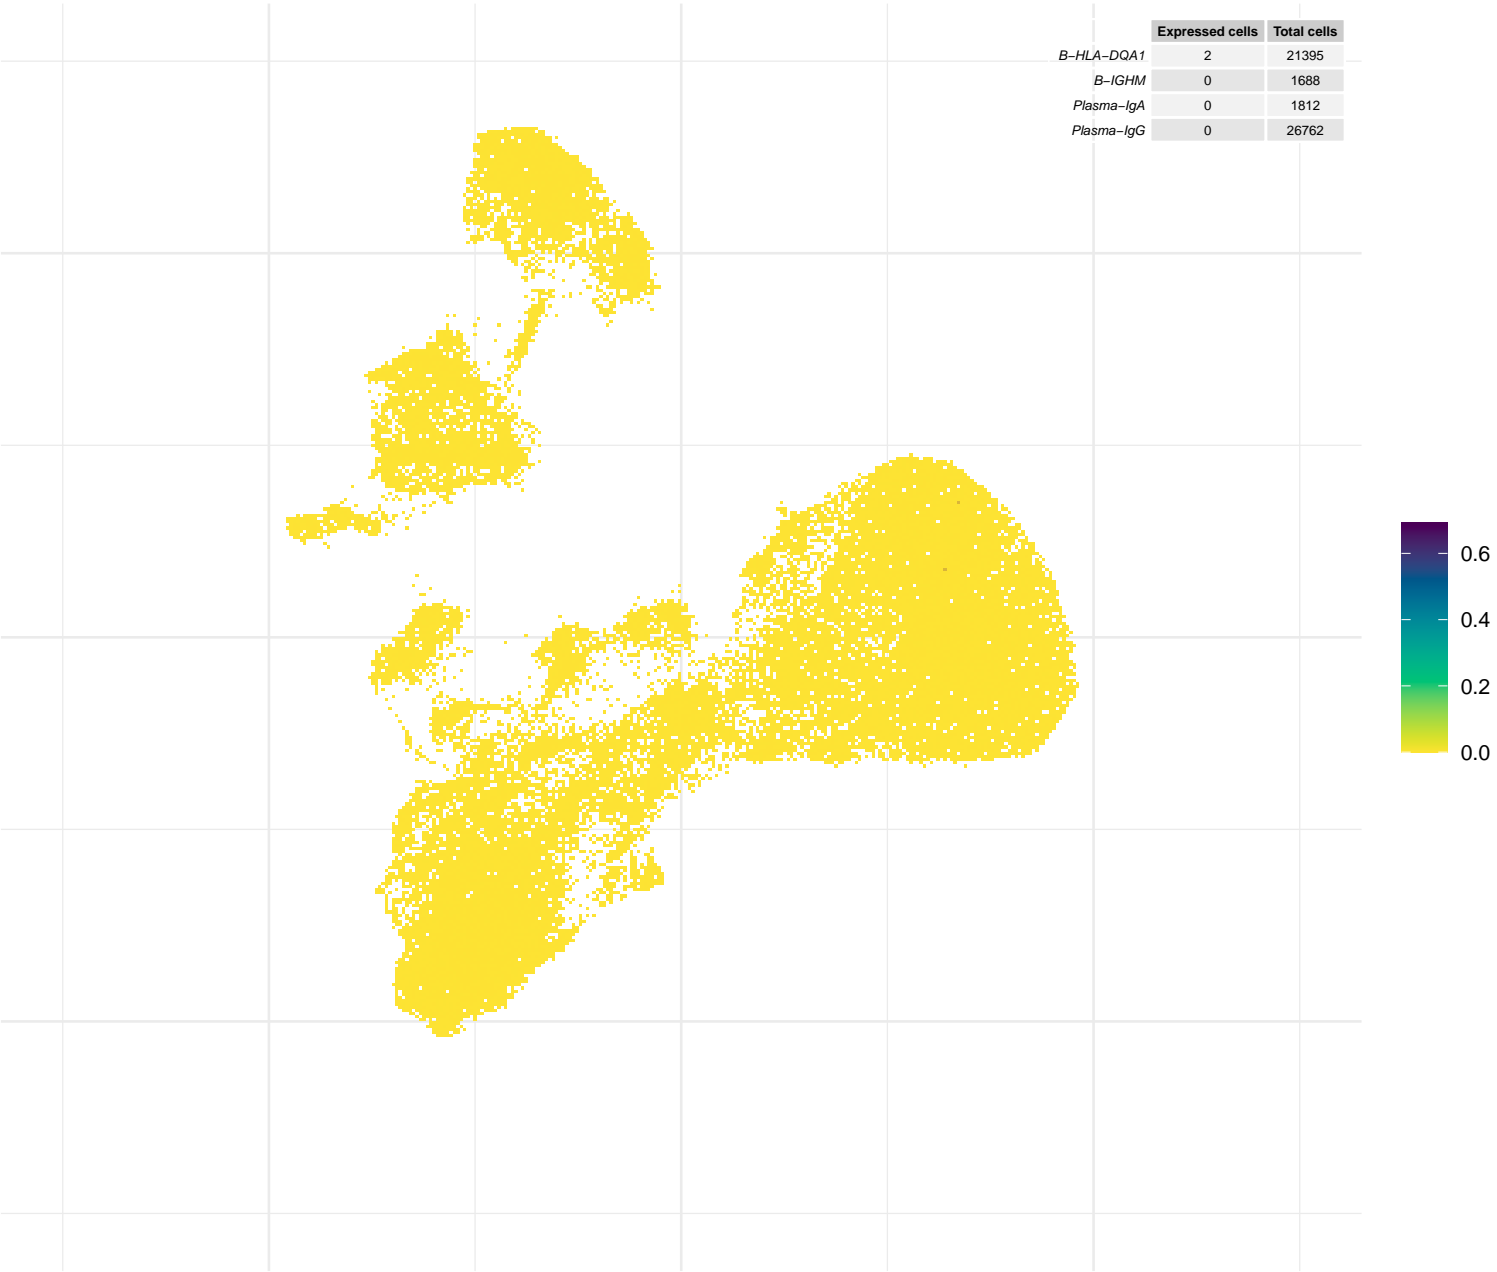 Expressed cells Total cells
B−HLA−DQA1 2 21395
B−IGHM 0 1688
Plasma−IgA 0 1812
Plasma−IgG 0 26762
0.6
0.4
0.2
0.0